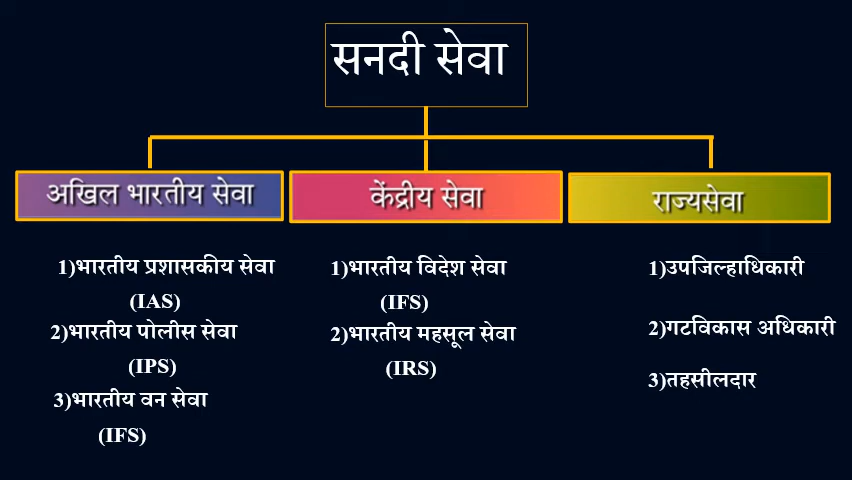 सनदी सेवा
अखिल भारतीय सेवा
केंद्रीय सेवा
राज्यसेवा
1)भारतीय प्रशासकीय सेवा
(IAS)
2)भारतीय पोलीस सेवा
(IPS)
3)भारतीय वन सेवा
(IFS)
1)भारतीय विदेश सेवा
(IFS)
2)भारतीय महसूल सेवा
(IRS)
1)उपजिल्हाधिकारी
2)गटविकास अधिकारी
3)तहसीलदार